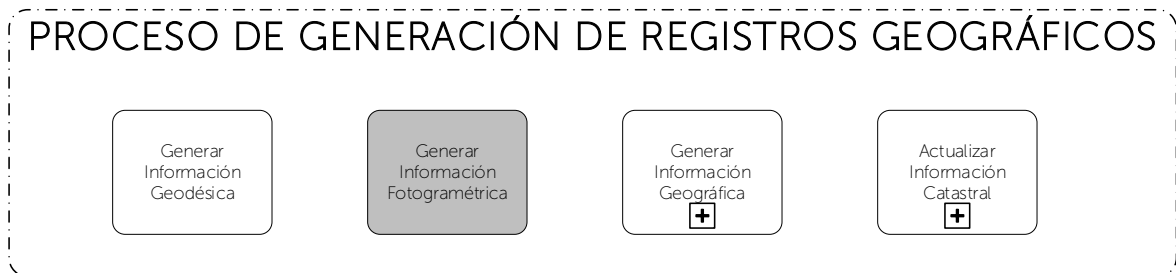 PROCESO DE GENERACIÓN DE REGISTROS GEOGRÁFICOS
Generar
Información
Geodésica
Generar
Información
Fotogramétrica
Generar
Información
Geográfica
Actualizar
Información
Catastral